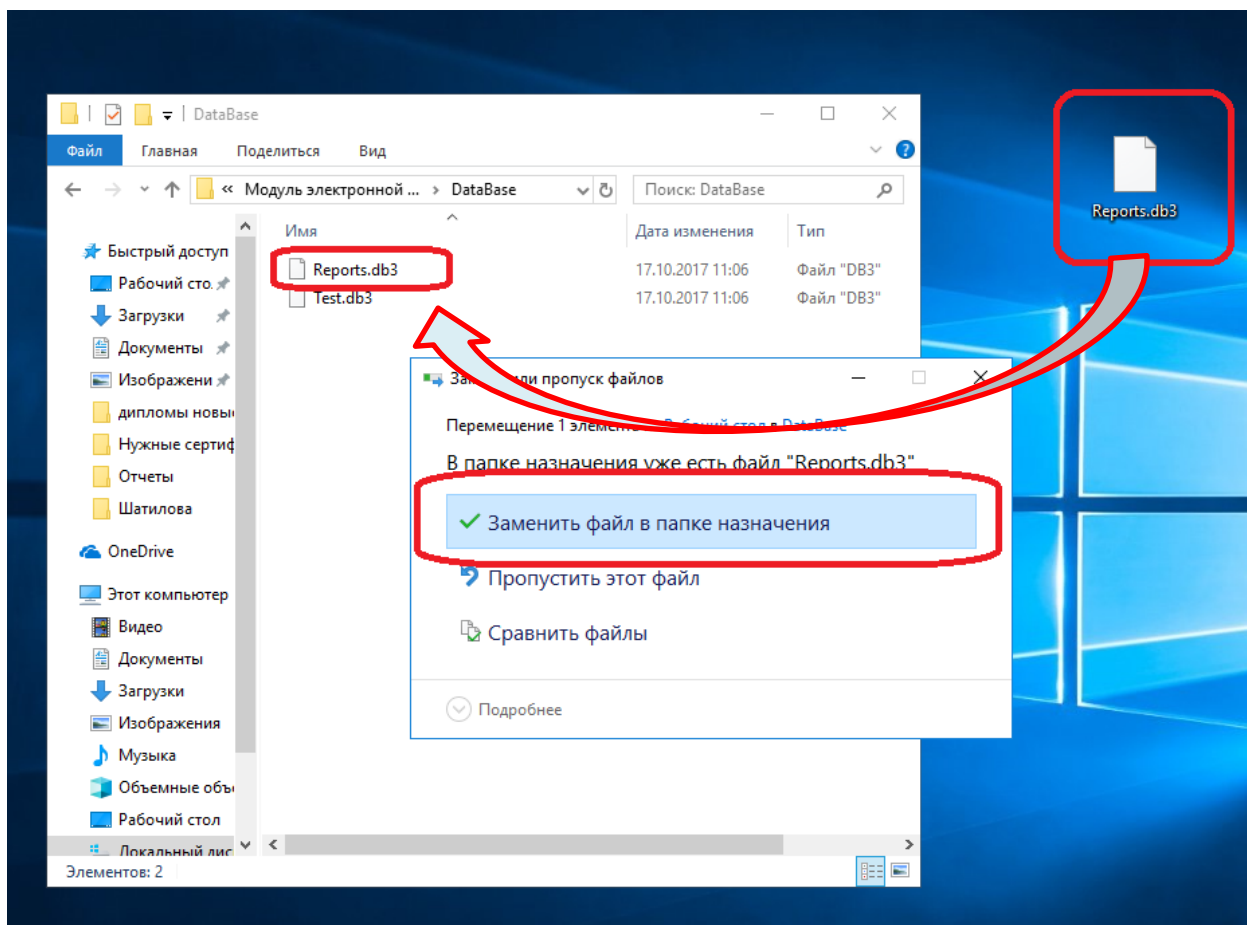 DataBase
Файл Главная Поделиться Вид
« Модуль электронной ... › DataBase
Поиск: DataBase
Reports.db3
Имя Дата изменения Тип
Reports.db3 17.10.2017 11:06 Файл "DB3"
Test.db3 17.10.2017 11:06 Файл "DB3"
Быстрый доступ
Рабочий сто.
Загрузки
Документы
Изображени
дипломы новы
Нужные сертиф
Отчеты
Шатилова
OneDrive
Этот компьютер
Видео
Документы
Загрузки
Изображения
Музыка
Объемные объ
Рабочий стол
Локальный дис
Элементов: 2
или пропуск файлов
Перемещение 1 Рабочий стол в DataBase
В папке назначения уже есть файл "Reports.db3"
Заменить файл в папке назначения
Пропустить этот файл
Сравнить файлы
Подробнее